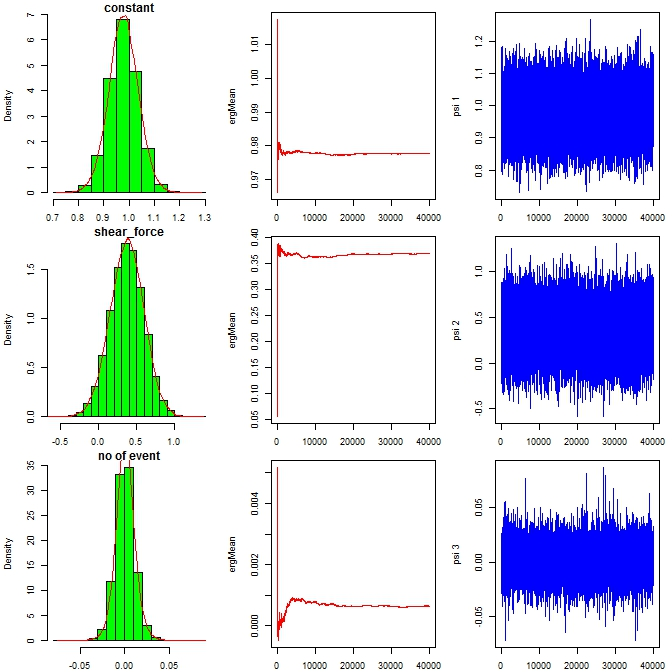 constant
Density
0 1 2 3 4 5 6 7
0.7 0.8 0.9 1.0 1.1 1.2 1.3
ergMean
0.97 0.98 0.99 1.00 1.01
0 10000 20000 30000 40000
psi 1
0.8 0.9 1.0 1.1 1.2
0 10000 20000 30000 40000
shear_force
Density
0.0 0.5 1.0 1.5
-0.5 0.0 0.5 1.0
ergMean
0.05 0.10 0.15 0.20 0.25 0.30 0.35 0.40
0 10000 20000 30000 40000
psi 2
-0.5 0.0 0.5 1.0
0 10000 20000 30000 40000
no of event
Density
0 5 10 15 20 25 30 35
-0.05 0.00 0.05
ergMean
0.000 0.002 0.004
0 10000 20000 30000 40000
psi 3
-0.05 0.00 0.05
0 10000 20000 30000 40000